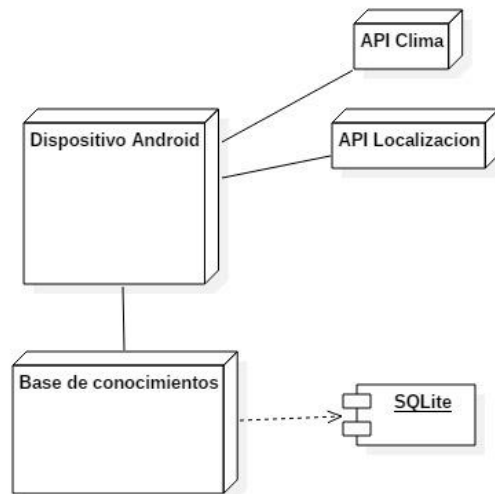 API Clima
Dispositivo Android
API Localizacion
Base de conocimientos
SQLite